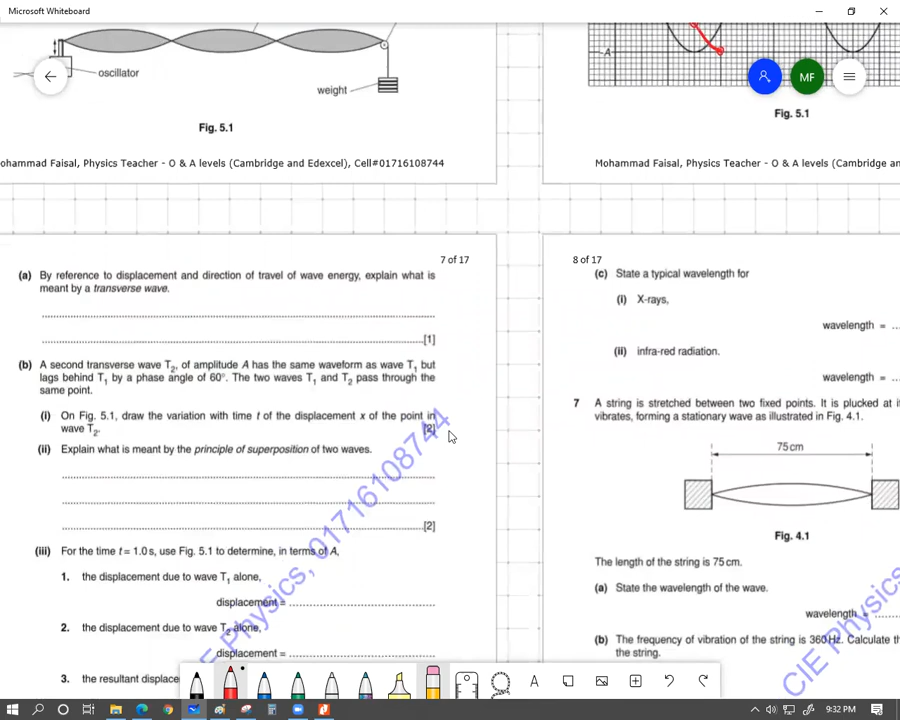 Microsoft Whiteboard
oscillator
weight
Fig. 5.1
ohammad Faisal, Physics Teacher - O & A levels (Cambridge and Edexcel), Cell#01716108744
- A
MF
Fig. 5.1
Mohammad Faisal, Physics Teacher - O & A levels (Cambridge an
7 of 17
(a) By reference to displacement and direction of travel of wave energy, explain what is
meant by a transverse wave.
[1]
(b) A second transverse wave T2, of amplitude A has the same waveform as wave T1 but
lags behind T1 by a phase angle of 60°. The two waves T1 and T2 pass through the
same point.
(i) On Fig. 5.1, draw the variation with time t of the displacement x of the point in
wave T2. [2]
(ii) Explain what is meant by the principle of superposition of two waves.
[2]
(iii) For the time t = 1.0 s, use Fig. 5.1 to determine, in terms of A,
1. the displacement due to wave T1 alone,
displacement =
2. the displacement due to wave T2 alone,
displacement =
3. the resultant displace
E Physics, 01716108744
8 of 17
(c) State a typical wavelength for
(i) X-rays,
wavelength =
(ii) infra-red radiation.
wavelength =
7 A string is stretched between two fixed points. It is plucked at i
vibrates, forming a stationary wave as illustrated in Fig. 4.1.
75 cm
Fig. 4.1
The length of the string is 75 cm.
(a) State the wavelength of the wave.
wavelength =
(b) The frequency of vibration of the string is 360 Hz. Calculate th
the string.
CIE Physics
A
9:32 PM